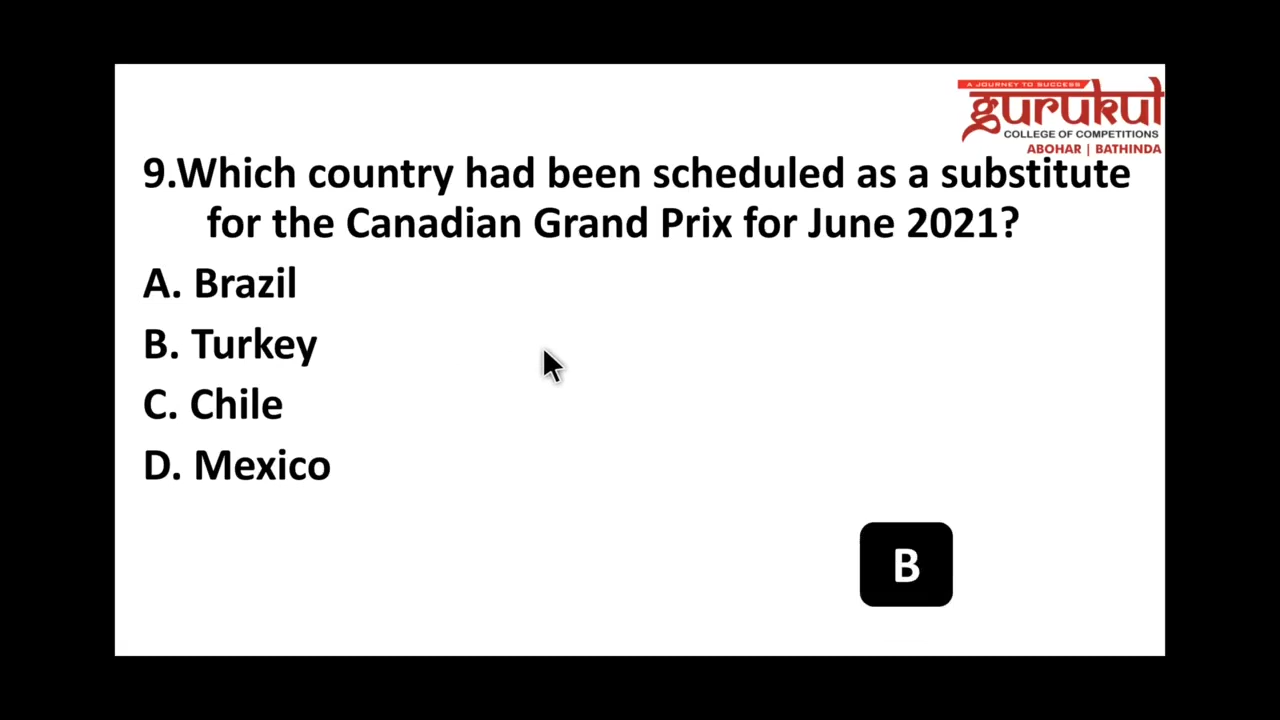 A JOURNEY TO SUCCESS
gurukul
COLLEGE OF COMPETITIONS
ABOHAR | BATHINDA
9.Which country had been scheduled as a substitute
for the Canadian Grand Prix for June 2021?
A. Brazil
B. Turkey
C. Chile
D. Mexico
B